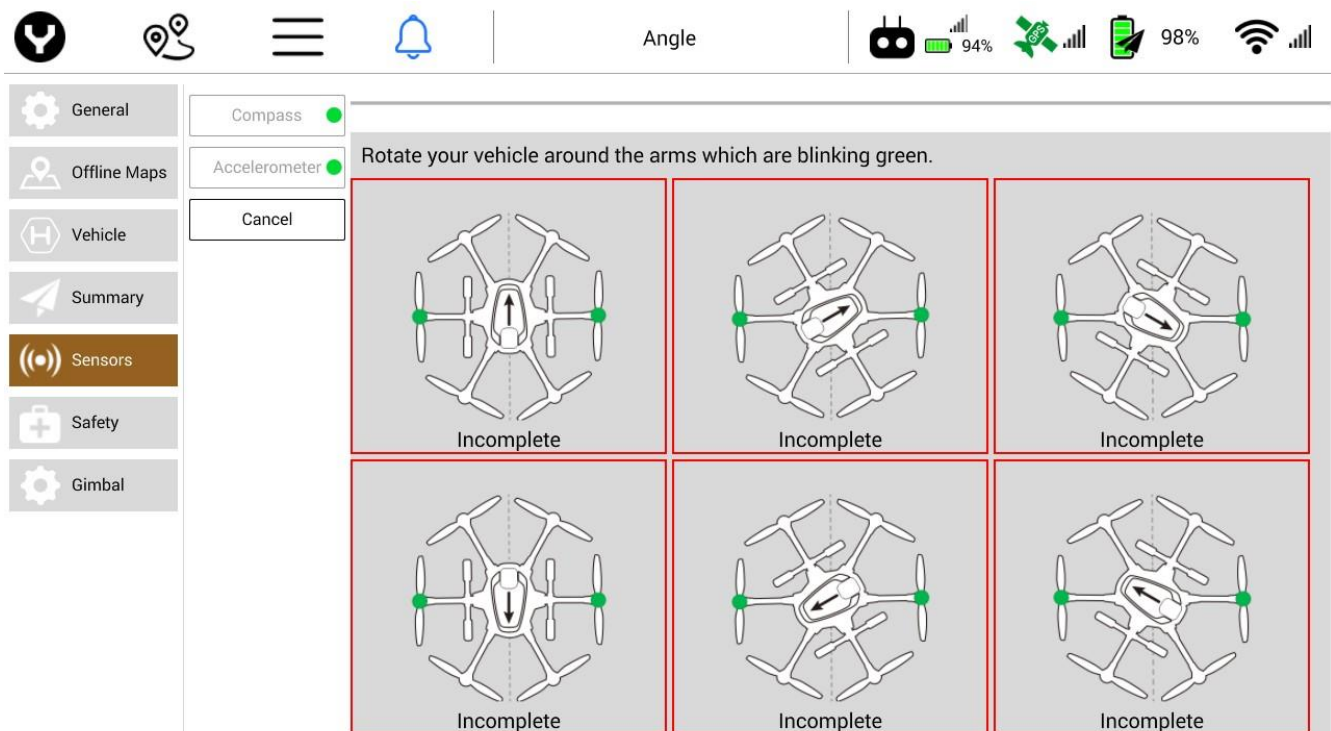 Angle
94%
GPS
98%
General
Offline Maps
Vehicle
Summary
Sensors
Safety
Gimbal
Compass
Accelerometer
Cancel
Rotate your vehicle around the arms which are blinking green.
Incomplete
Incomplete
Incomplete
Incomplete
Incomplete
Incomplete